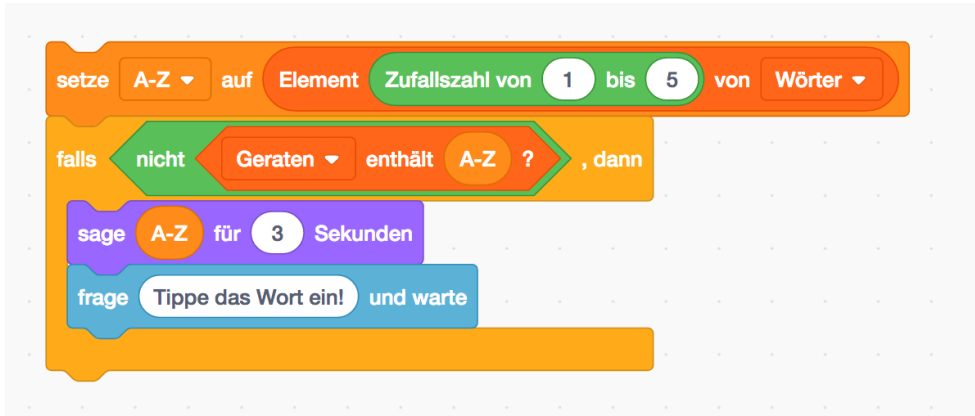 setze A-Z auf Element Zufallszahl von 1 bis 5 von Wörter
falls nicht Geraten enthält A-Z ? , dann
sage A-Z für 3 Sekunden
frage Tippe das Wort ein! und warte